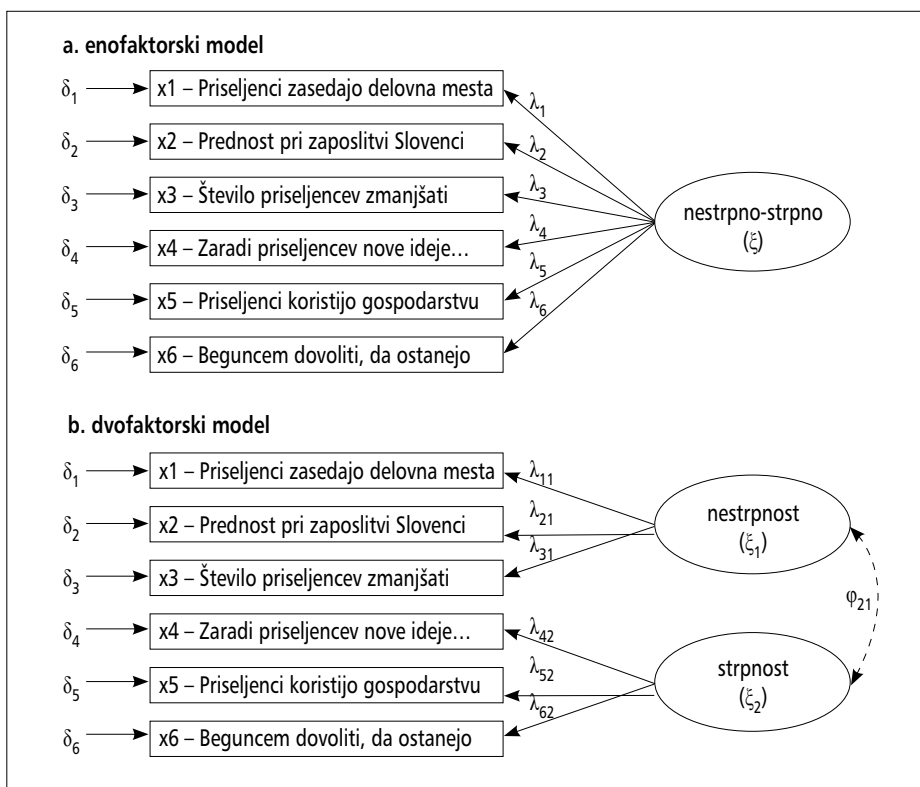 a. enofaktorski model
δ1 x1 – Priseljenci zasedajo delovna mesta λ1
δ2 x2 – Prednost pri zaposlitvi Slovenci λ2
δ3 x3 – Število priseljencev zmanjšati λ3
nestrpno-strpno
(ξ)
δ4 x4 – Zaradi priseljencev nove ideje… λ4
δ5 x5 – Priseljenci koristijo gospodarstvu λ5
δ6 x6 – Beguncem dovoliti, da ostanejo λ6
b. dvofaktorski model
δ1 x1 – Priseljenci zasedajo delovna mesta λ11
δ2 x2 – Prednost pri zaposlitvi Slovenci λ21
nestrpnost
(ξ1)
δ3 x3 – Število priseljencev zmanjšati λ31
φ21
δ4 x4 – Zaradi priseljencev nove ideje… λ42
δ5 x5 – Priseljenci koristijo gospodarstvu λ52
strpnost
(ξ2)
δ6 x6 – Beguncem dovoliti, da ostanejo λ62